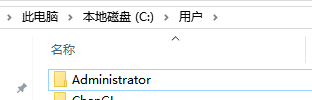 此电脑 > 本地磁盘 (C:) > 用户 >
名称
Administrator